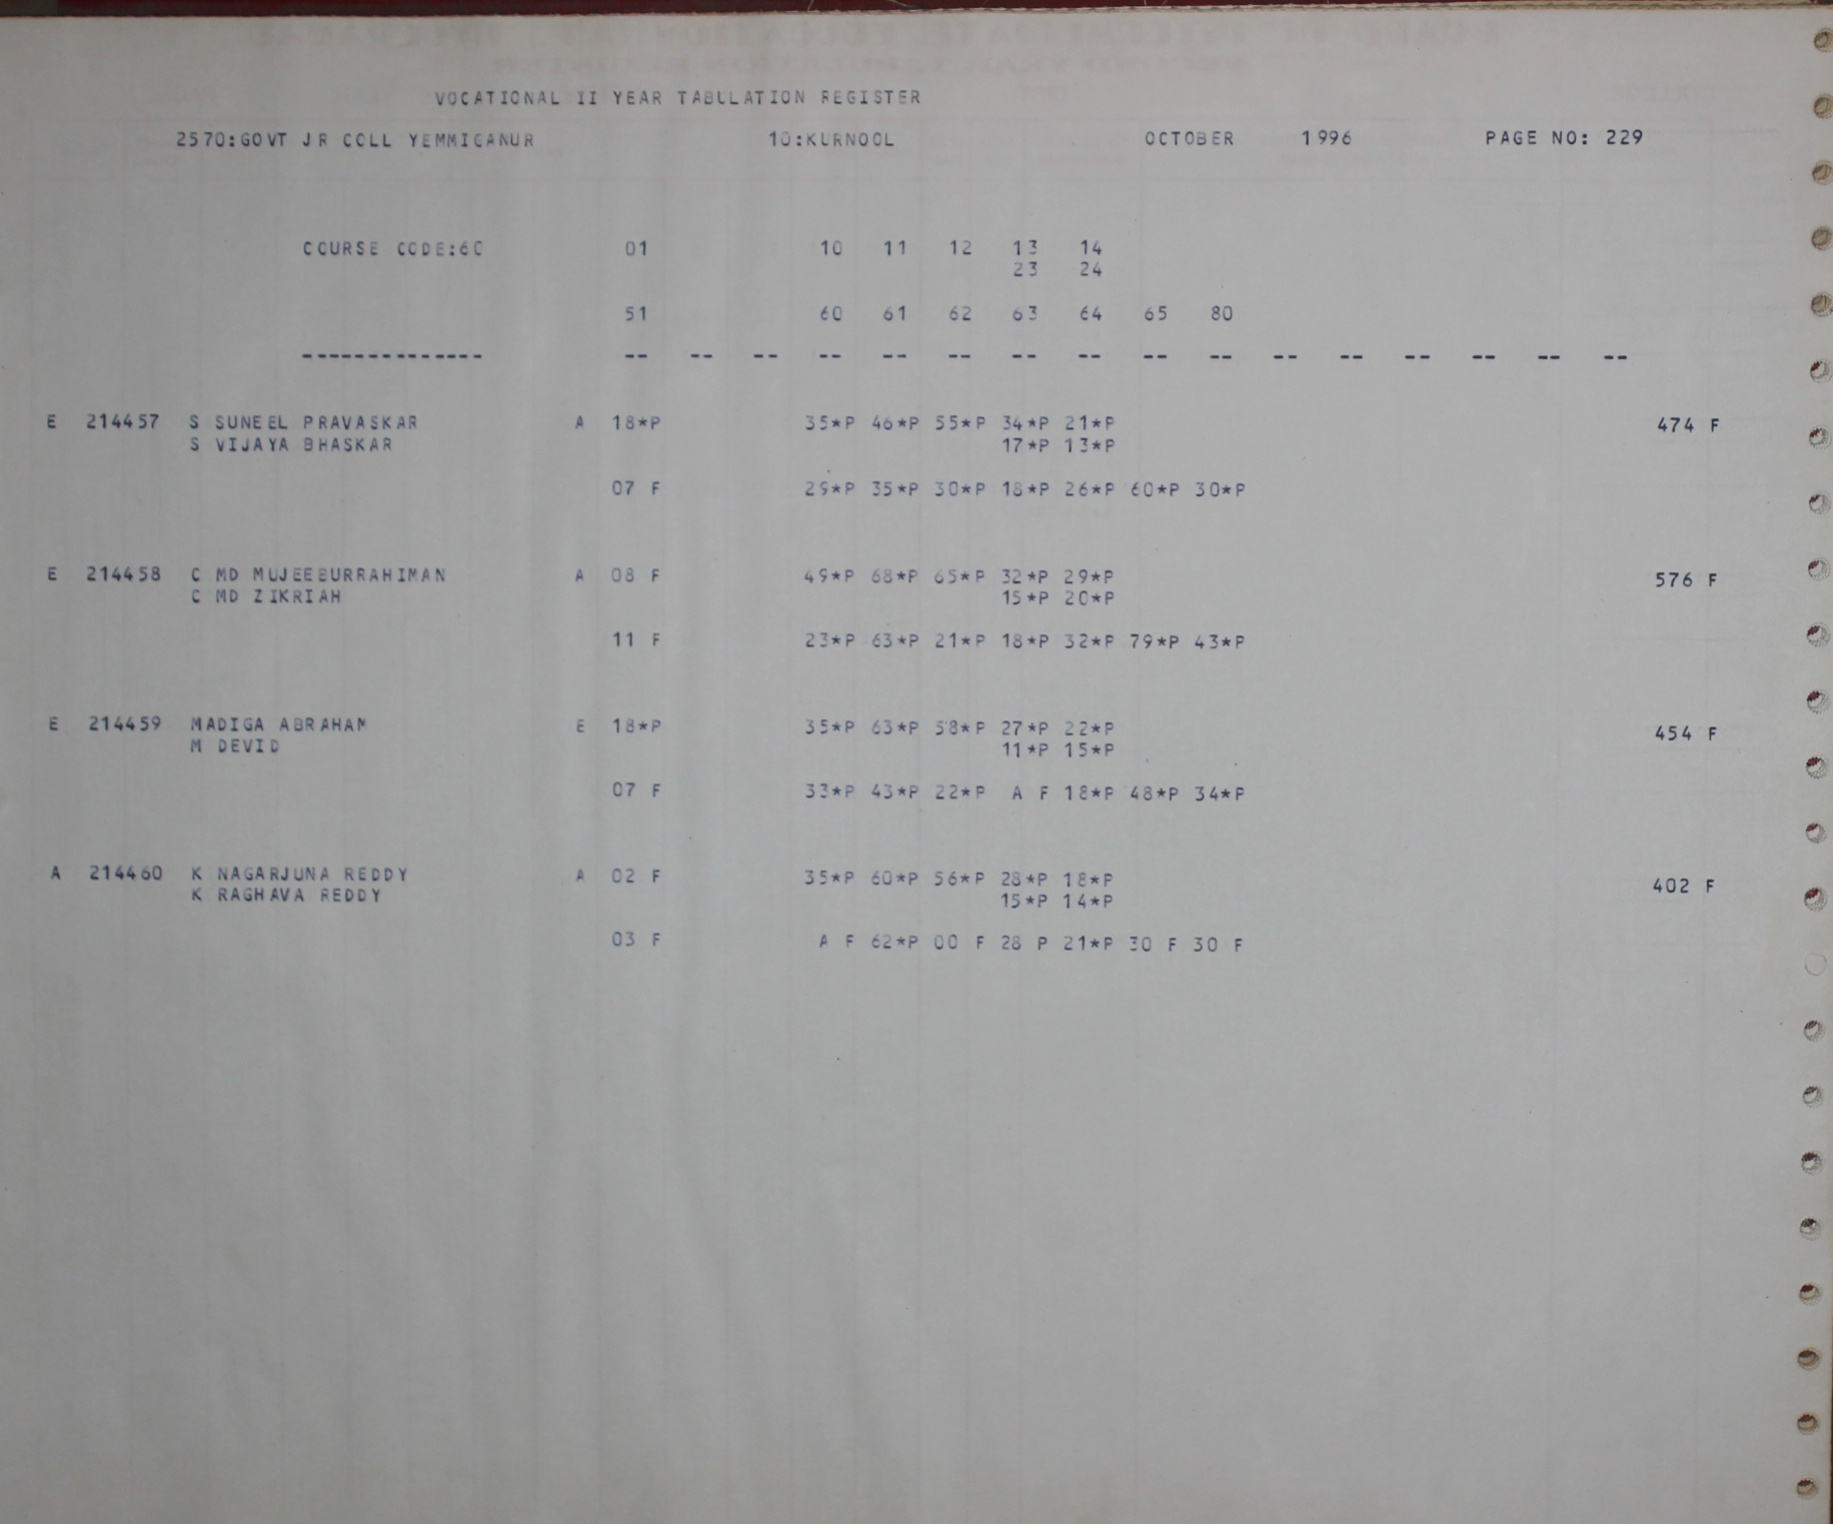 VOCATIONAL II YEAR TABULATION REGISTER
2570:GOVT JR COLL YEMMIGANUR 10:KURNOOL OCTOBER 1996 PAGE NO: 229
COURSE CODE:60 01 10 11 12 13 14
23 24
51 60 61 62 63 64 65 80
-------------- -- -- -- -- -- -- -- -- -- -- -- -- -- -- -- --
E 214457 S SUNEEL PRAVASKAR A 18*P 35*P 46*P 55*P 34*P 21*P 474 F
S VIJAYA BHASKAR 17*P 13*P
07 F 29*P 35*P 30*P 18*P 26*P 60*P 30*P
E 214458 C MD MUJEEBURRAHIMAN A 08 F 49*P 68*P 65*P 32*P 29*P 576 F
C MD ZIKRIAH 15*P 20*P
11 F 23*P 63*P 21*P 18*P 32*P 79*P 43*P
E 214459 MADIGA ABRAHAM E 18*P 35*P 63*P 58*P 27*P 22*P 454 F
M DEVID 11*P 15*P
07 F 33*P 43*P 22*P A F 18*P 48*P 34*P
A 214460 K NAGARJUNA REDDY A 02 F 35*P 60*P 56*P 28*P 18*P 402 F
K RAGHAVA REDDY 15*P 14*P
03 F A F 62*P 00 F 28 P 21*P 30 F 30 F